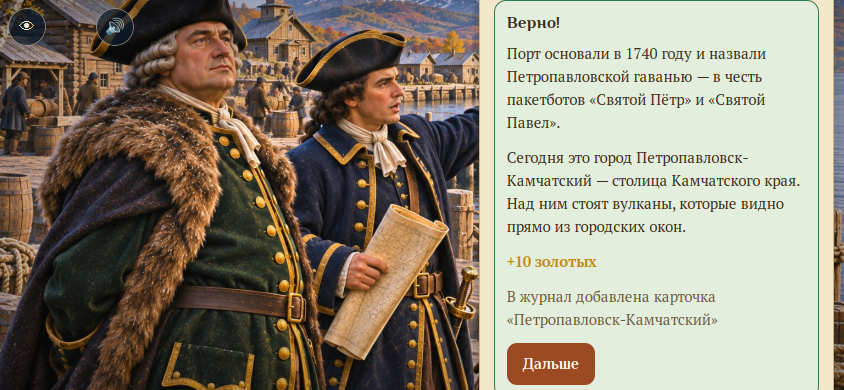 Верно!
Порт основали в 1740 году и назвали
Петропавловской гаванью — в честь
пакетботов «Святой Пётр» и «Святой
Павел».
Сегодня это город Петропавловск-
Камчатский — столица Камчатского края.
Над ним стоят вулканы, которые видно
прямо из городских окон.
+10 золотых
В журнал добавлена карточка
«Петропавловск-Камчатский»
Дальше